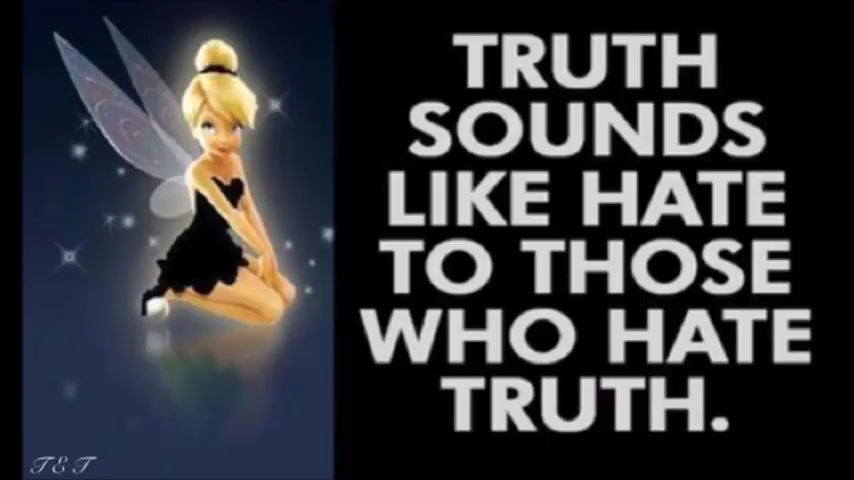 TRUTH
SOUNDS
LIKE HATE
TO THOSE
WHO HATE
TRUTH.
T&T